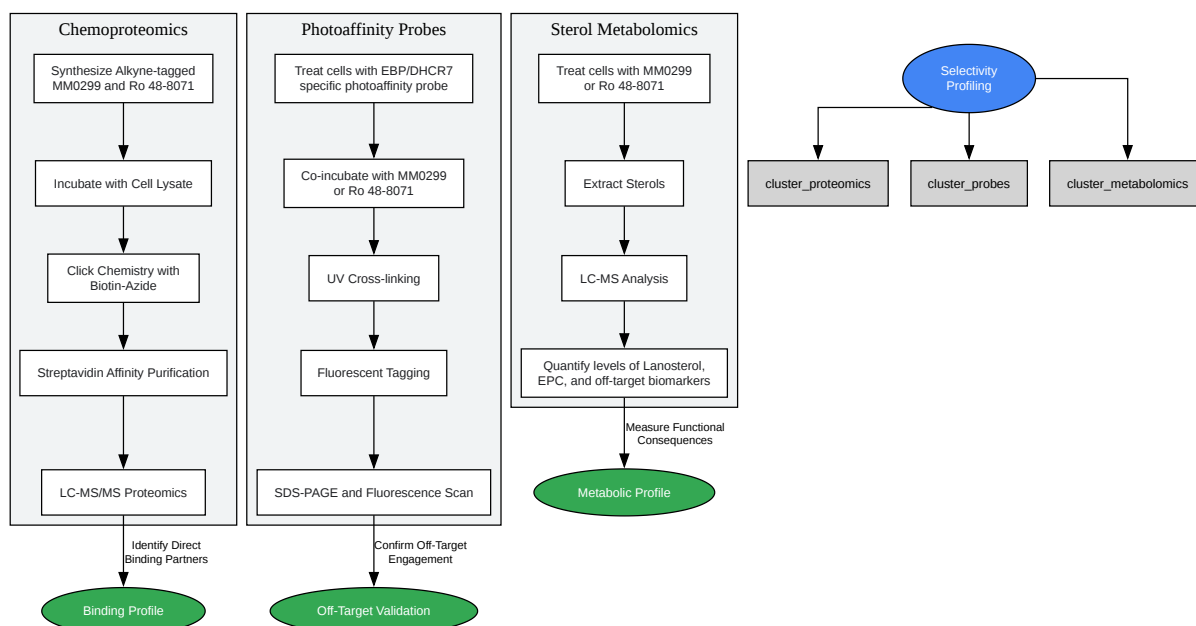 Chemoproteomics
Synthesize Alkyne-tagged
MM0299 and Ro 48-8071
Incubate with Cell Lysate
Click Chemistry with
Biotin-Azide
Streptavidin Affinity Purification
LC-MS/MS Proteomics
Identify Direct
Binding Partners
Binding Profile
Photoaffinity Probes
Treat cells with EBP/DHCR7
specific photoaffinity probe
Co-incubate with MM0299
or Ro 48-8071
UV Cross-linking
Fluorescent Tagging
SDS-PAGE and Fluorescence Scan
Confirm Off-Target
Engagement
Off-Target Validation
Sterol Metabolomics
Treat cells with MM0299
or Ro 48-8071
Extract Sterols
LC-MS Analysis
Quantify levels of Lanosterol,
EPC, and off-target biomarkers
Measure Functional
Consequences
Metabolic Profile
Selectivity
Profiling
cluster_proteomics
cluster_probes
cluster_metabolomics